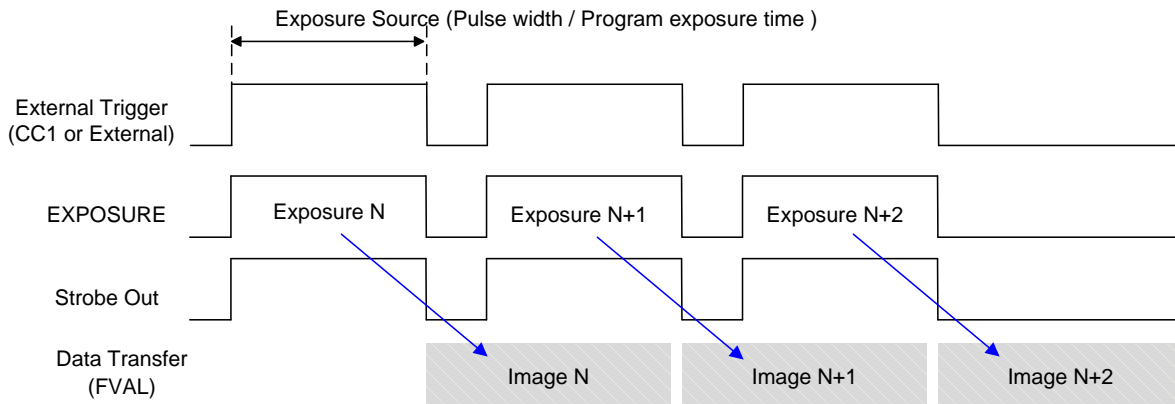 Exposure Source (Pulse width / Program exposure time )
External Trigger
(CC1 or External)
EXPOSURE
Exposure N
Exposure N+1
Exposure N+2
Strobe Out
Data Transfer
(FVAL)
Image N
Image N+1
Image N+2